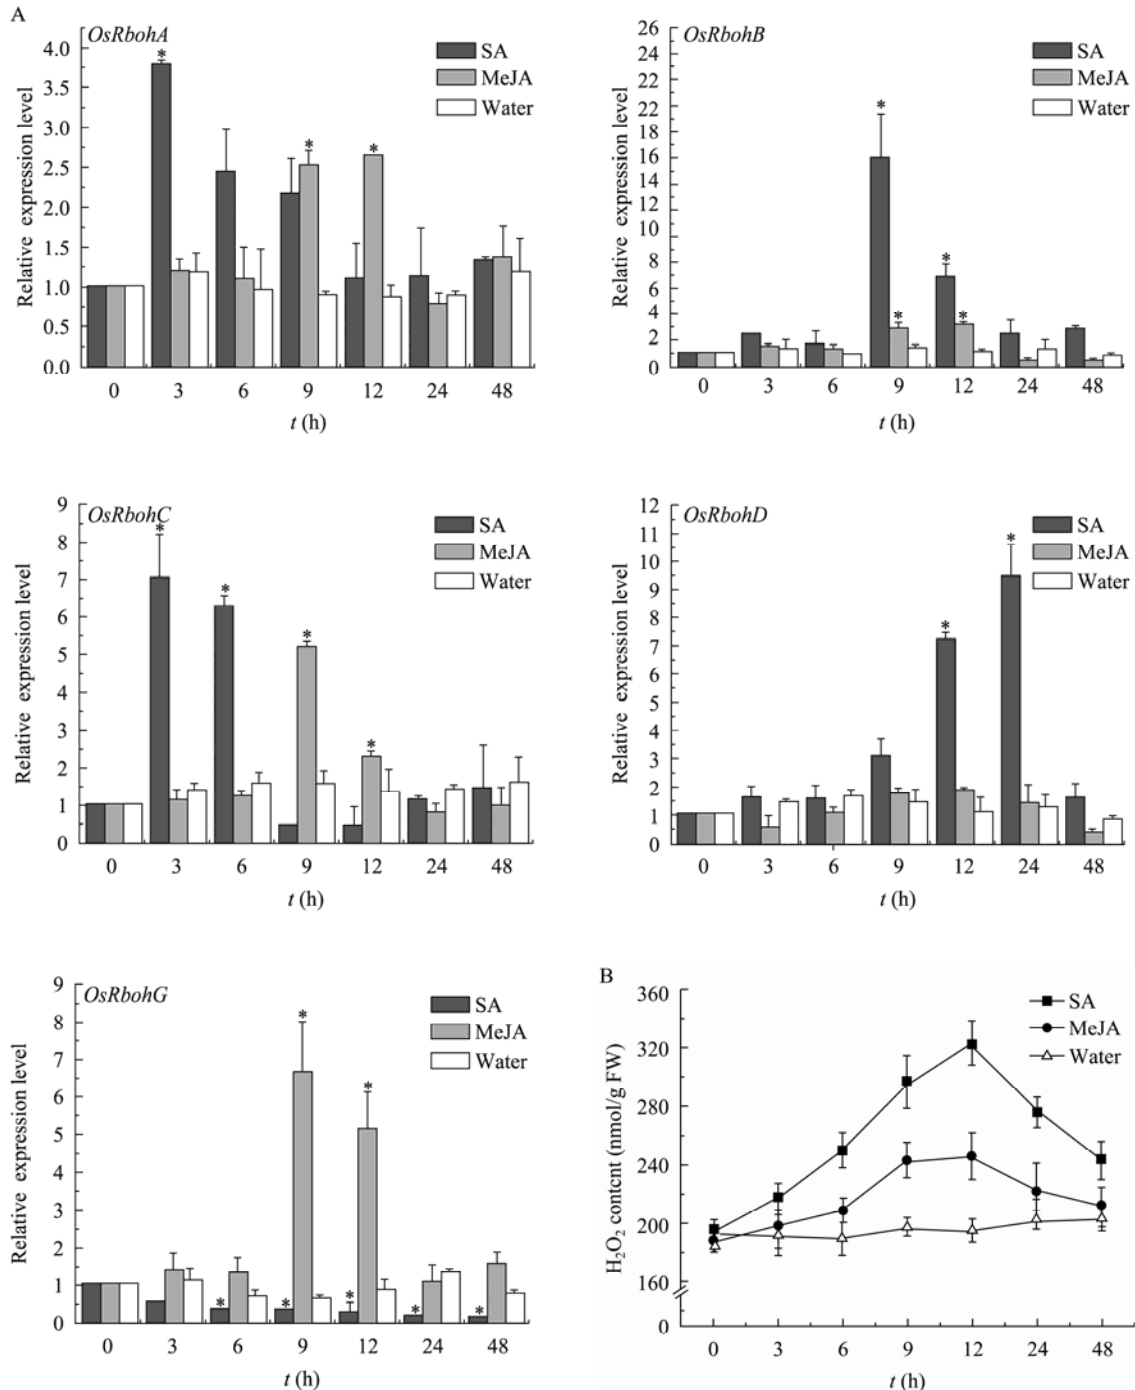 A
OsRbohA
SA
MeJA
Water
Relative expression level
4.0
3.5
3.0
2.5
2.0
1.5
1.0
0.5
0.0
* * *
0 3 6 9 12 24 48
t (h)
OsRbohB
SA
MeJA
Water
Relative expression level
26
24
22
20
18
16
14
12
10
8
6
4
2
0
* * * *
0 3 6 9 12 24 48
t (h)
OsRbohC
SA
MeJA
Water
Relative expression level
9
8
7
6
5
4
3
2
1
0
* * * *
0 3 6 9 12 24 48
t (h)
OsRbohD
SA
MeJA
Water
Relative expression level
12
11
10
9
8
7
6
5
4
3
2
1
0
* *
0 3 6 9 12 24 48
t (h)
OsRbohG
SA
MeJA
Water
Relative expression level
9
8
7
6
5
4
3
2
1
0
* * * * * * *
0 3 6 9 12 24 48
t (h)
B
SA
MeJA
Water
H₂O₂ content (nmol/g FW)
360
320
280
240
200
160
0
0 3 6 9 12 24 48
t (h)